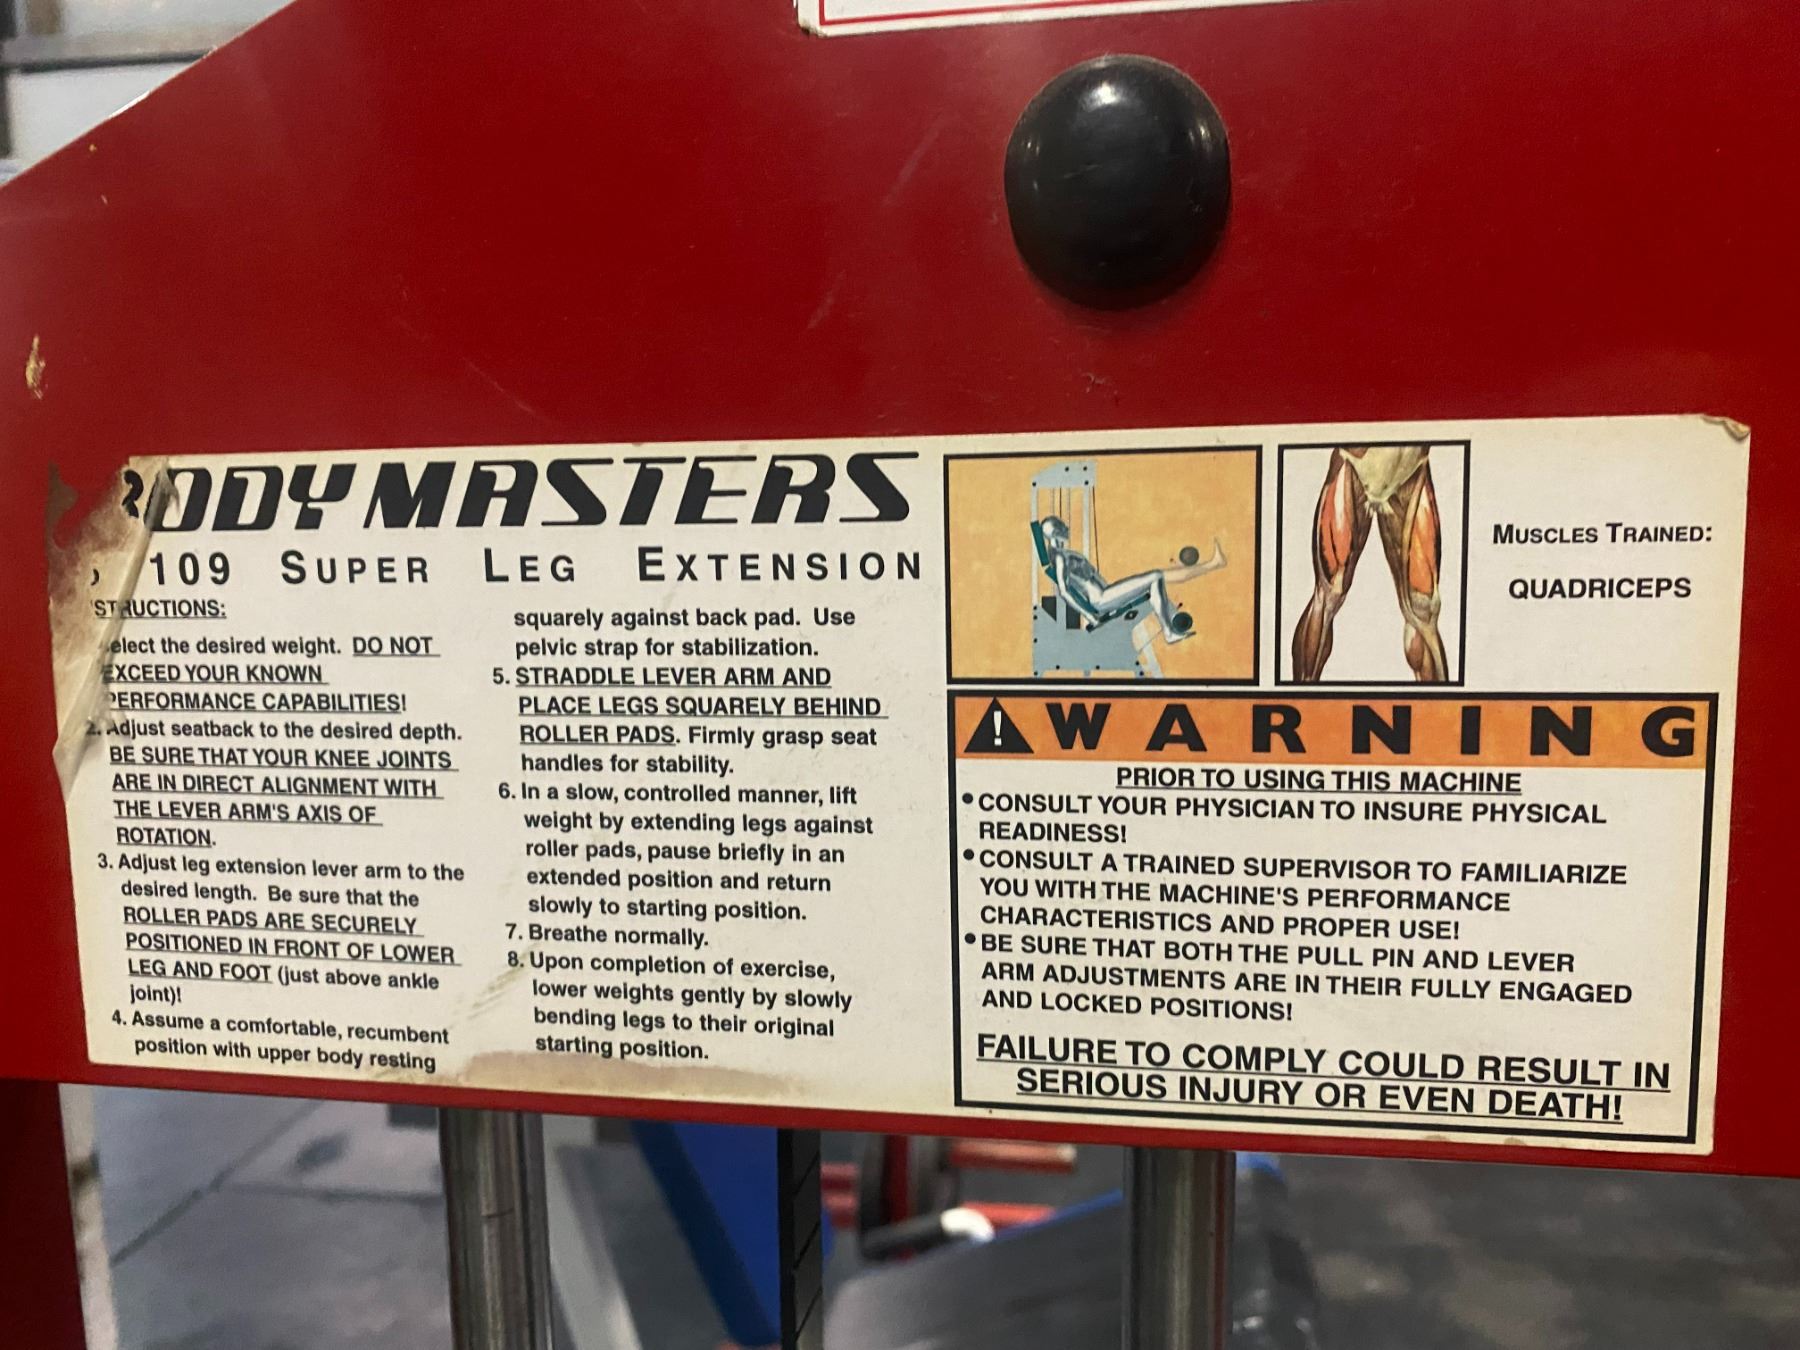 BODYMASTERS
109 SUPER LEG EXTENSION
STRUCTIONS:
elect the desired weight. DO NOT
EXCEED YOUR KNOWN
PERFORMANCE CAPABILITIES!
2. Adjust seatback to the desired depth.
BE SURE THAT YOUR KNEE JOINTS
ARE IN DIRECT ALIGNMENT WITH
THE LEVER ARM'S AXIS OF
ROTATION.
3. Adjust leg extension lever arm to the
desired length. Be sure that the
ROLLER PADS ARE SECURELY
POSITIONED IN FRONT OF LOWER
LEG AND FOOT (just above ankle
joint)!
4. Assume a comfortable, recumbent
position with upper body resting
squarely against back pad. Use
pelvic strap for stabilization.
5. STRADDLE LEVER ARM AND
PLACE LEGS SQUARELY BEHIND
ROLLER PADS. Firmly grasp seat
handles for stability.
6. In a slow, controlled manner, lift
weight by extending legs against
roller pads, pause briefly in an
extended position and return
slowly to starting position.
7. Breathe normally.
8. Upon completion of exercise,
lower weights gently by slowly
bending legs to their original
starting position.
MUSCLES TRAINED:
QUADRICEPS
WARNING
PRIOR TO USING THIS MACHINE
• CONSULT YOUR PHYSICIAN TO INSURE PHYSICAL
READINESS!
• CONSULT A TRAINED SUPERVISOR TO FAMILIARIZE
YOU WITH THE MACHINE'S PERFORMANCE
CHARACTERISTICS AND PROPER USE!
• BE SURE THAT BOTH THE PULL PIN AND LEVER
ARM ADJUSTMENTS ARE IN THEIR FULLY ENGAGED
AND LOCKED POSITIONS!
FAILURE TO COMPLY COULD RESULT IN
SERIOUS INJURY OR EVEN DEATH!